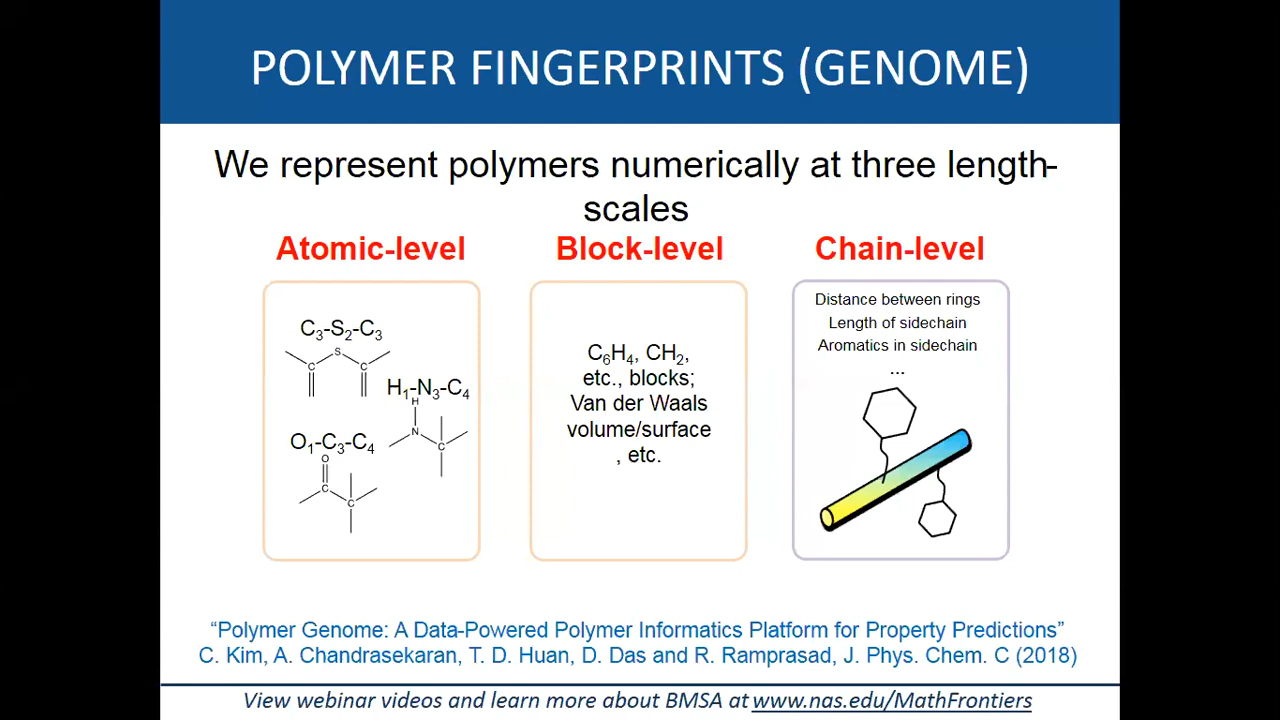 POLYMER FINGERPRINTS (GENOME)
We represent polymers numerically at three length-
scales
Atomic-level
Block-level
Chain-level
C3-S2-C3
S
C
C
H1-N3-C4
H
N
C
O1-C3-C4
O
C
C
C6H4, CH2,
etc., blocks;
Van der Waals
volume/surface
, etc.
Distance between rings
Length of sidechain
Aromatics in sidechain
...
“Polymer Genome: A Data-Powered Polymer Informatics Platform for Property Predictions”
C. Kim, A. Chandrasekaran, T. D. Huan, D. Das and R. Ramprasad, J. Phys. Chem. C (2018)
View webinar videos and learn more about BMSA at www.nas.edu/MathFrontiers